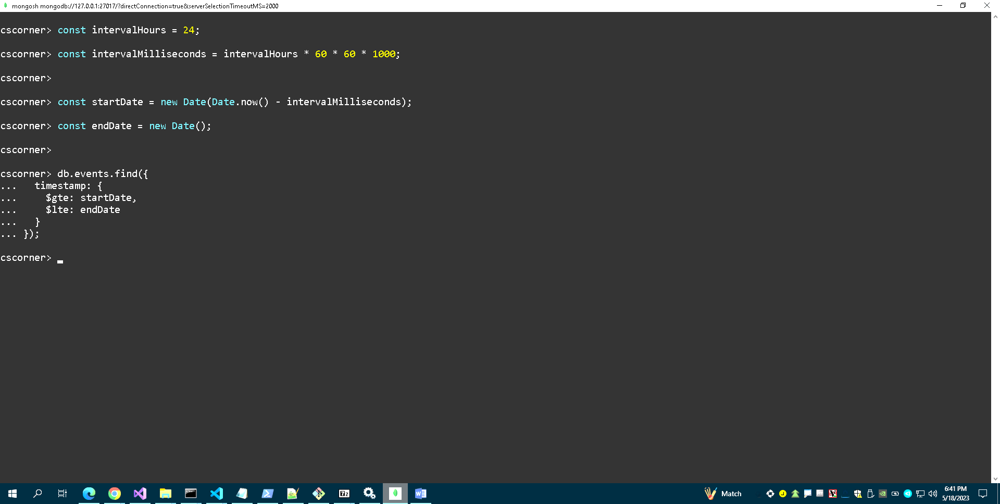 mongosh mongodb://127.0.0.1:27017/?directConnection=true&serverSelectionTimeoutMS=2000
cscorner> const intervalHours = 24;
cscorner> const intervalMilliseconds = intervalHours * 60 * 60 * 1000;
cscorner>
cscorner> const startDate = new Date(Date.now() - intervalMilliseconds);
cscorner> const endDate = new Date();
cscorner>
cscorner> db.events.find({
...   timestamp: {
...     $gte: startDate,
...     $lte: endDate
...   }
... });
cscorner>
Match
6:41 PM
5/18/2023